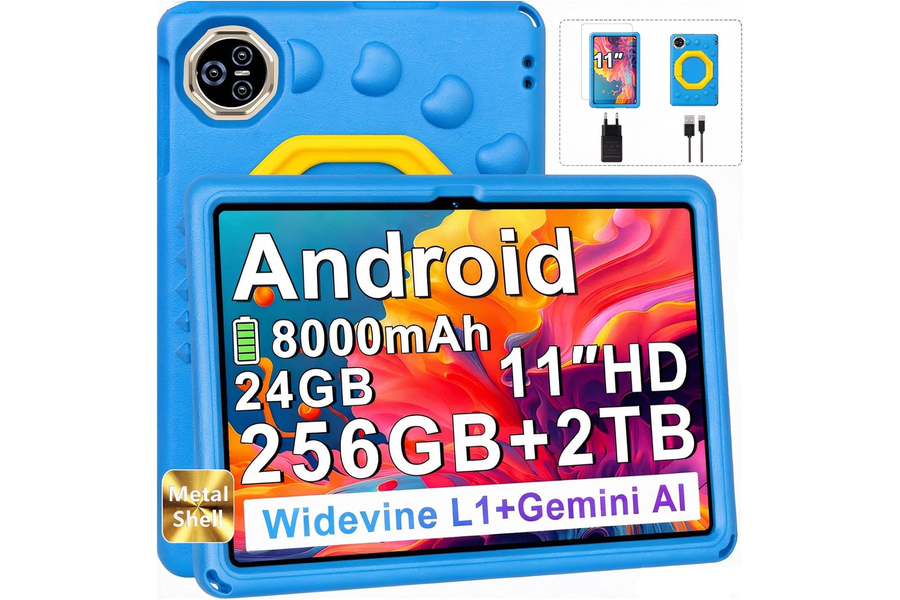 11"
Android
8000mAh
24GB
11"HD
256GB+2TB
Metal
Shell
Widevine L1+Gemini AI